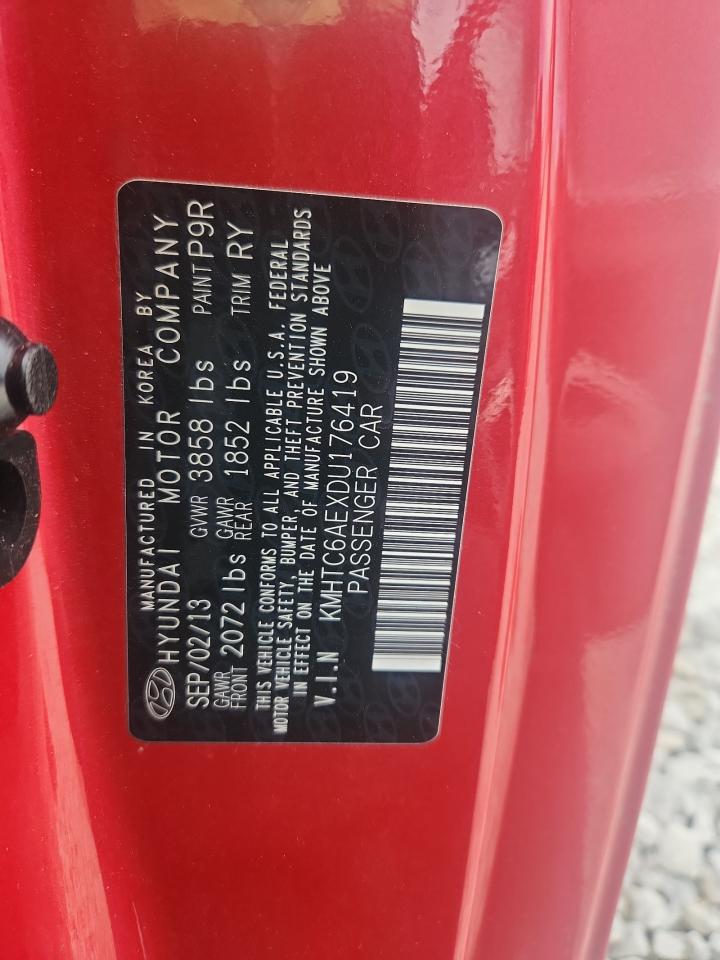 MANUFACTURED IN KOREA BY
HYUNDAI MOTOR COMPANY
SEP/02/13 GVWR 3858 lbs PAINT P9R
GAWR FRONT 2072 lbs GAWR REAR 1852 lbs TRIM RY
THIS VEHICLE CONFORMS TO ALL APPLICABLE U.S.A. FEDERAL
MOTOR VEHICLE SAFETY, BUMPER, AND THEFT PREVENTION STANDARDS
IN EFFECT ON THE DATE OF MANUFACTURE SHOWN ABOVE
V.I.N KMHTC6AEXDU176419
PASSENGER CAR